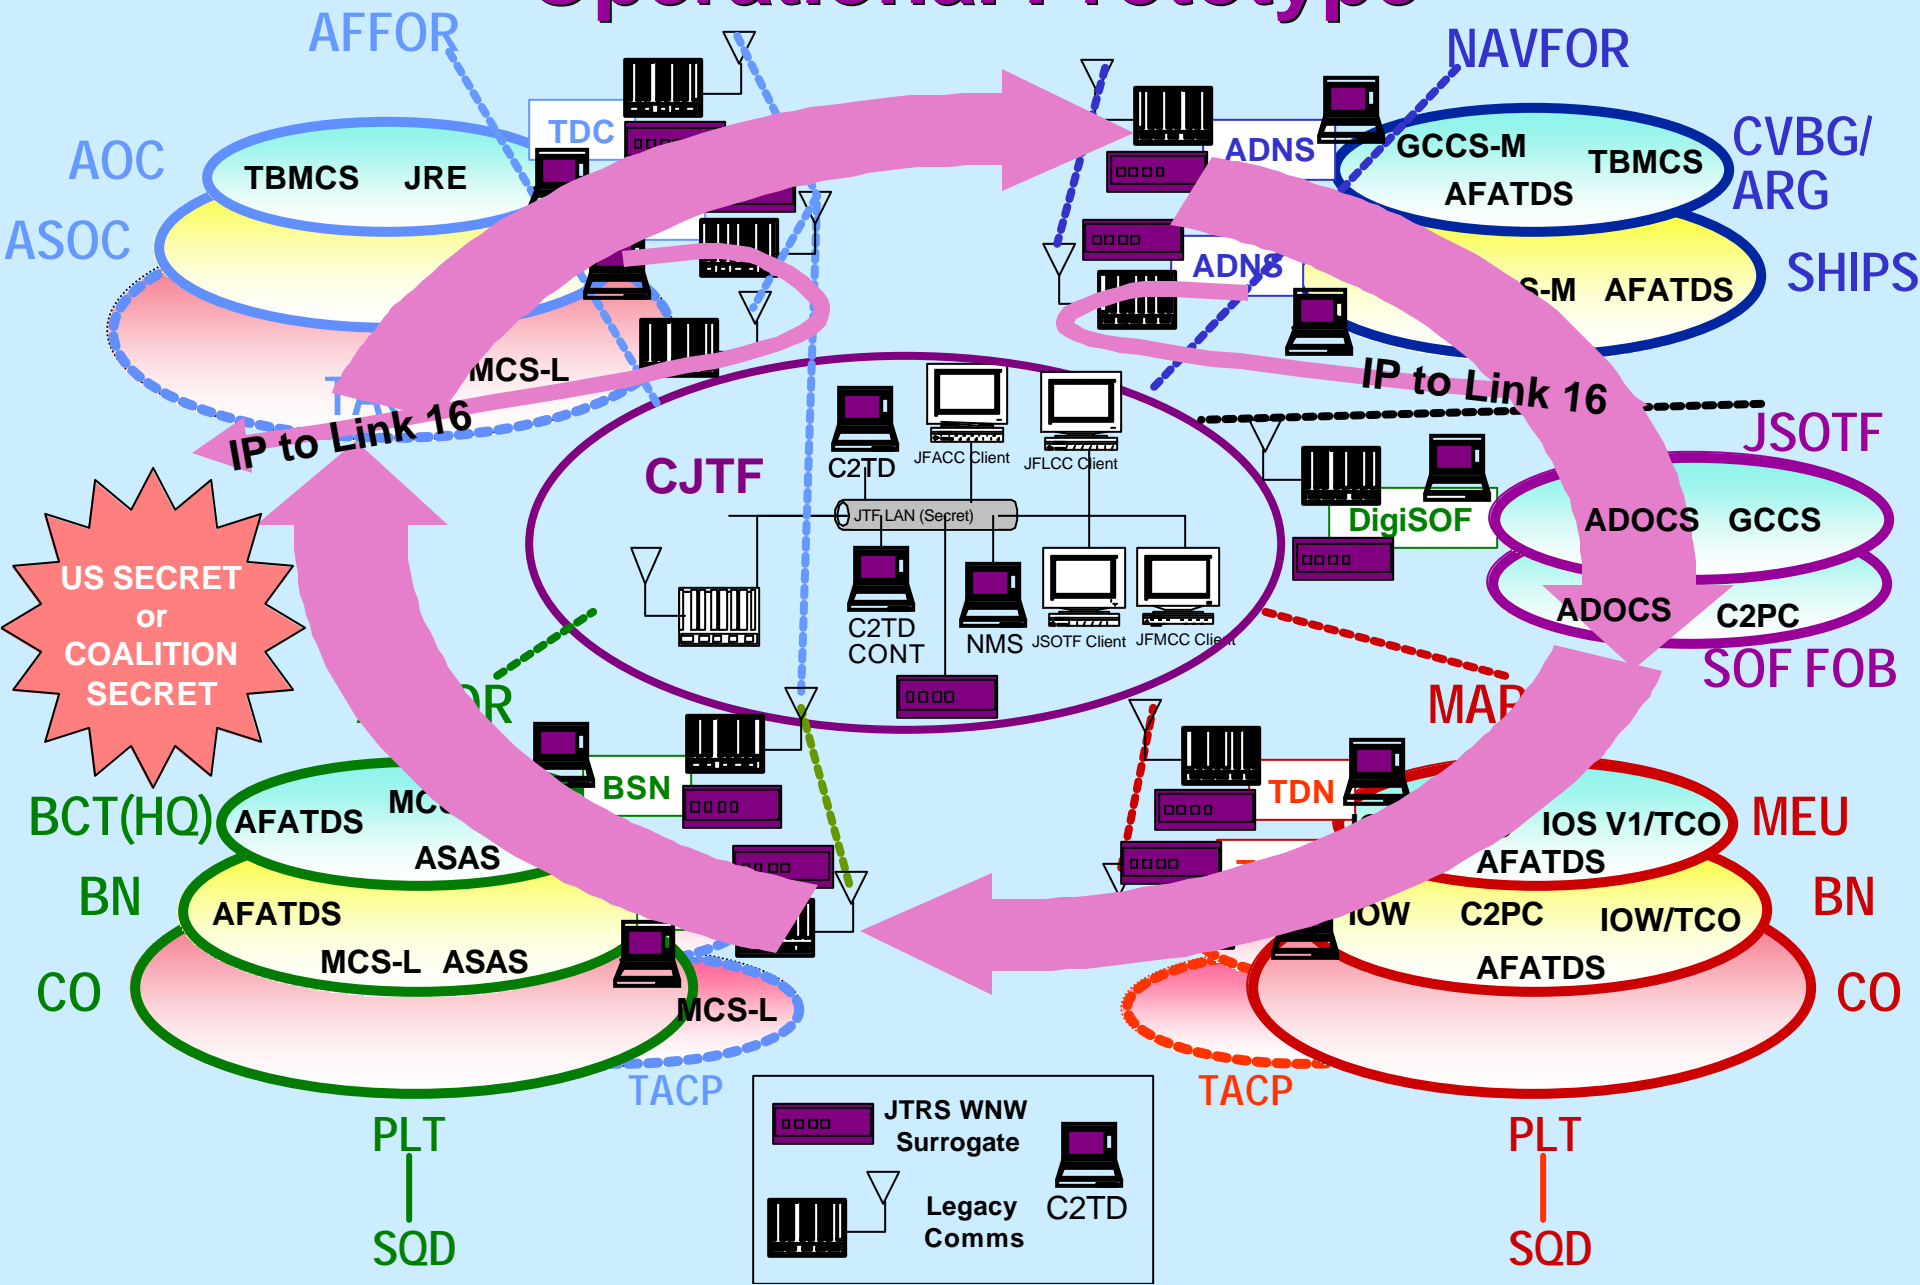 Operational Prototype
AFFOR
NAVFOR
AOC
TDC
TBMCS JRE
ASOC
MCS-L
IP to Link 16
ADNS
GCCS-M
TBMCS
AFATDS
CVBG/
ARG
ADNS
S-M AFATDS
SHIPS
IP to Link 16
JSOTF
DigiSOF
ADOCS GCCS
ADOCS C2PC
SOF FOB
CJTF
C2TD
JFACC Client
JFLCC Client
JTF LAN (Secret)
C2TD
CONT
NMS
JSOTF Client
JFMCC Client
US SECRET
or
COALITION
SECRET
BCT(HQ)
BSN
AFATDS
ASAS
BN
AFATDS
MCS-L ASAS
CO
MCS-L
TACP
PLT
SQD
TDN
IOS V1/TCO
AFATDS
MEU
IOW C2PC IOW/TCO
AFATDS
BN
CO
TACP
PLT
SQD
JTRS WNW
Surrogate
Legacy
Comms
C2TD